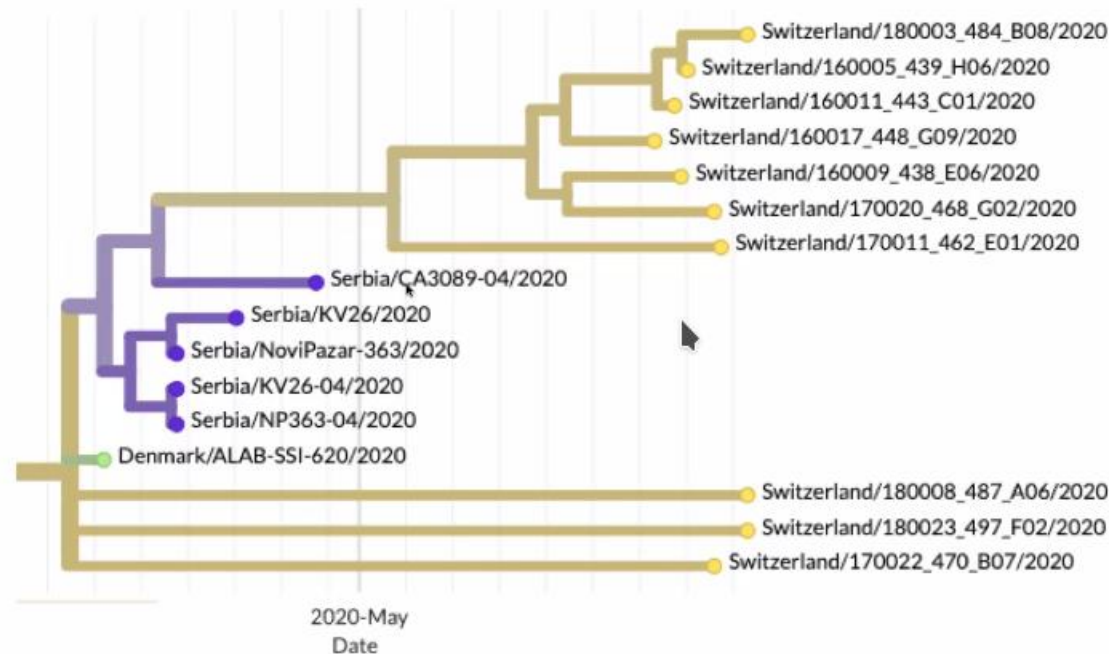 Switzerland/180003_484_B08/2020
Switzerland/160005_439_H06/2020
Switzerland/160011_443_C01/2020
Switzerland/160017_448_G09/2020
Switzerland/160009_438_E06/2020
Switzerland/170020_468_G02/2020
Switzerland/170011_462_E01/2020
Serbia/CA3089-04/2020
Serbia/KV26/2020
Serbia/NoviPazar-363/2020
Serbia/KV26-04/2020
Serbia/NP363-04/2020
Denmark/ALAB-SSI-620/2020
Switzerland/180008_487_A06/2020
Switzerland/180023_497_F02/2020
Switzerland/170022_470_B07/2020
2020-May
Date